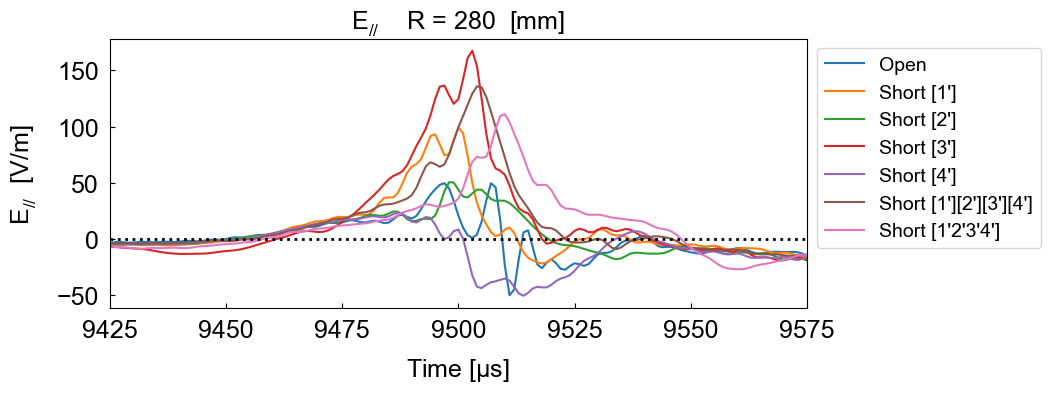 E//    R = 280  [mm]
E//  [V/m]
150
100
50
0
−50
9425 9450 9475 9500 9525 9550 9575
Time [μs]
Open
Short [1']
Short [2']
Short [3']
Short [4']
Short [1'][2'][3'][4']
Short [1'2'3'4']